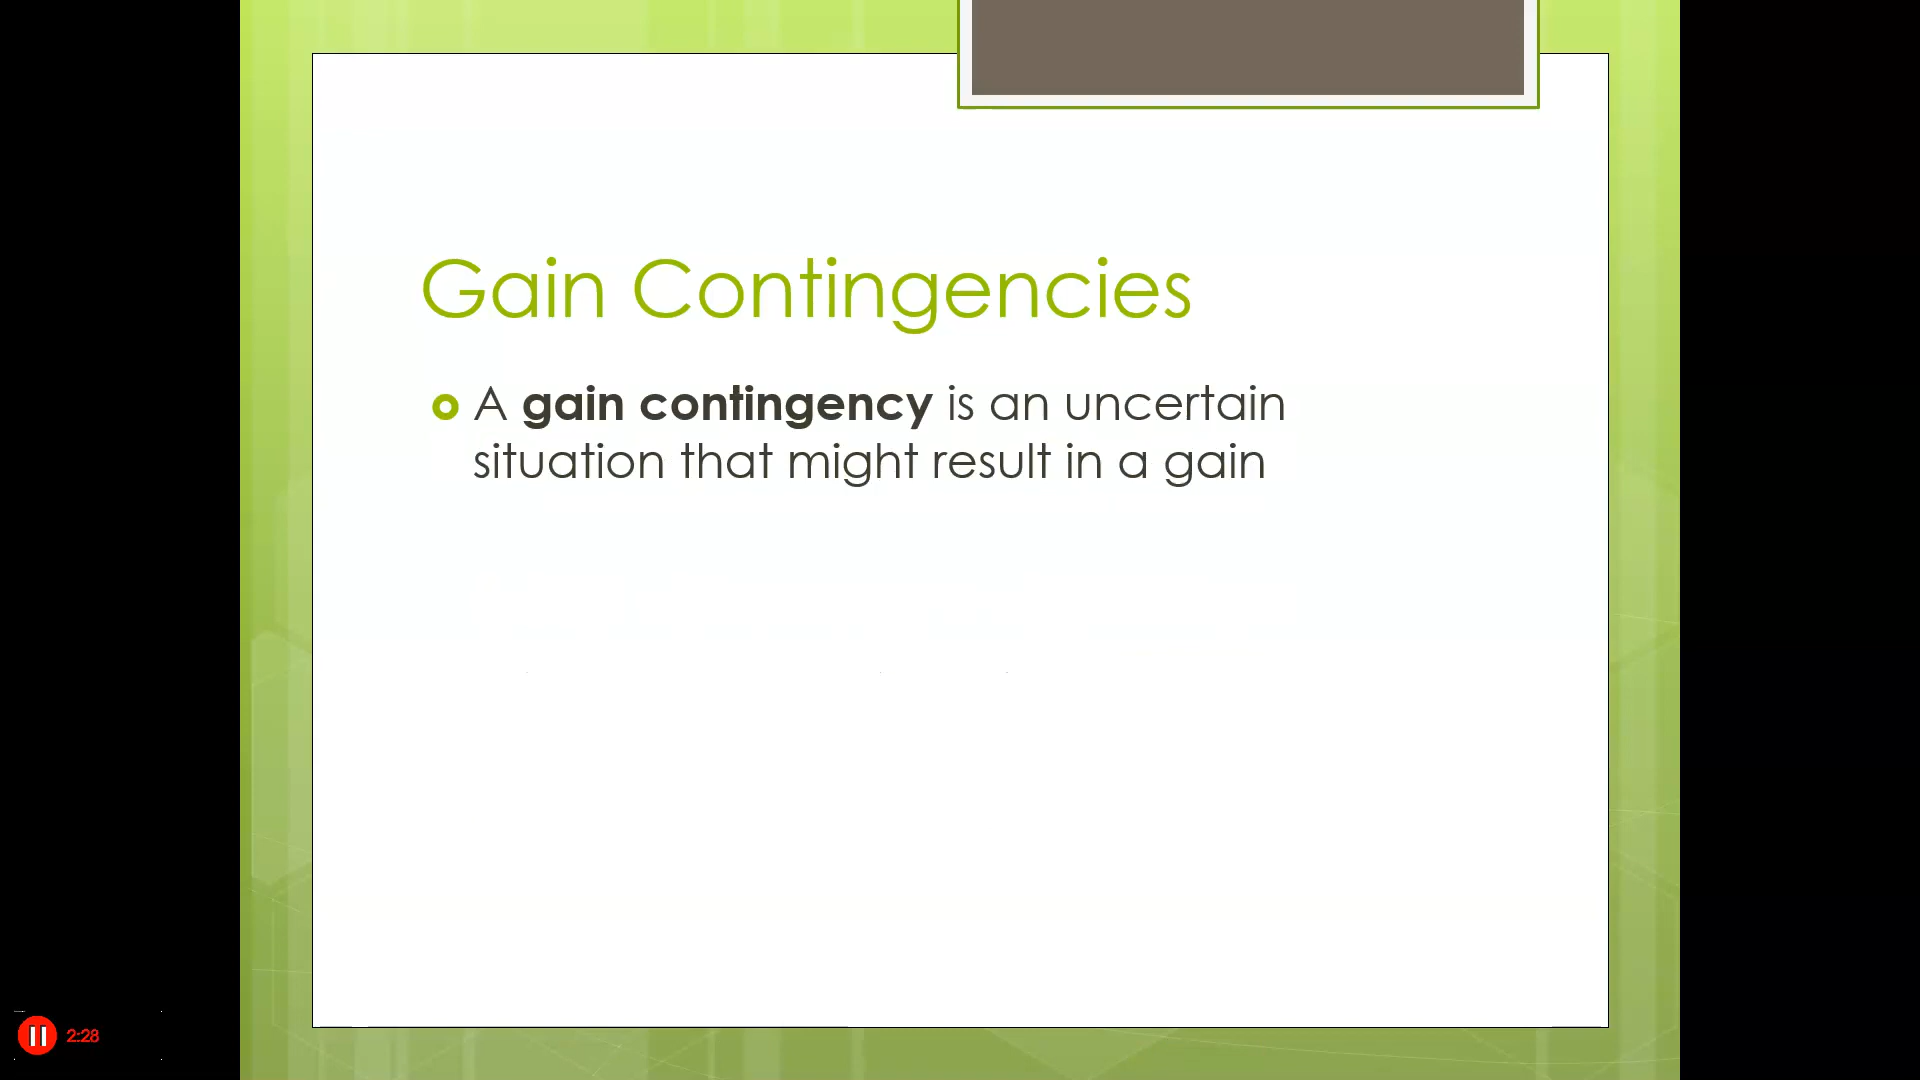 Gain Contingencies
A gain contingency is an uncertain
situation that might result in a gain
2:28